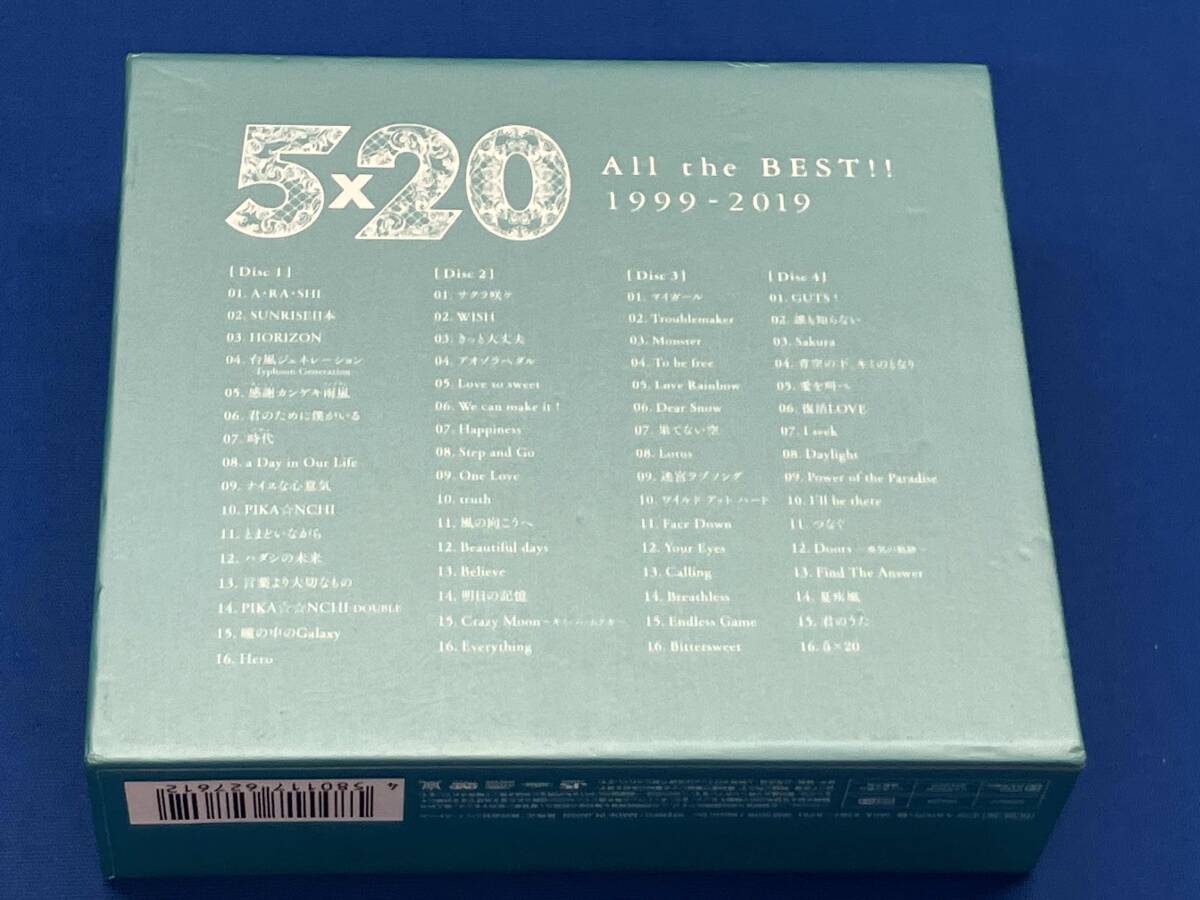 5×20
All the BEST!!
1999-2019
[Disc 1]
01. A・RA・SHI
02. SUNRISE日本
03. HORIZON
04. 台風ジェネレーション
Typhoon Generation
05. 感謝カンゲキ雨嵐
06. 君のために僕がいる
07. 時代
08. a Day in Our Life
09. ナイスな心意気
10. PIKA☆NCHI
11. とまどいながら
12. ハダシの未来
13. 言葉より大切なもの
14. PIKA☆☆NCHI DOUBLE
15. 瞳の中のGalaxy
16. Hero
[Disc 2]
01. サクラ咲ケ
02. WISH
03. きっと大丈夫
04. アオゾラペダル
05. Love so sweet
06. We can make it!
07. Happiness
08. Step and Go
09. One Love
10. truth
11. 風の向こうへ
12. Beautiful days
13. Believe
14. 明日の記憶
15. Crazy Moon〜キミ・ハ・ムテキ〜
16. Everything
[Disc 3]
01. マイガール
02. Troublemaker
03. Monster
04. To be free
05. Love Rainbow
06. Dear Snow
07. 果てない空
08. Lotus
09. 迷宮ラブソング
10. ワイルド アット ハート
11. Face Down
12. Your Eyes
13. Calling
14. Breathless
15. Endless Game
16. Bittersweet
[Disc 4]
01. GUTS!
02. 誰も知らない
03. Sakura
04. 青空の下、キミのとなり
05. 愛を叫べ
06. 復活LOVE
07. I seek
08. Daylight
09. Power of the Paradise
10. I'll be there
11. つなぐ
12. Doors 〜勇気の軌跡〜
13. Find The Answer
14. 夏疾風
15. 君のうた
16. 5×20
4 580117 627612